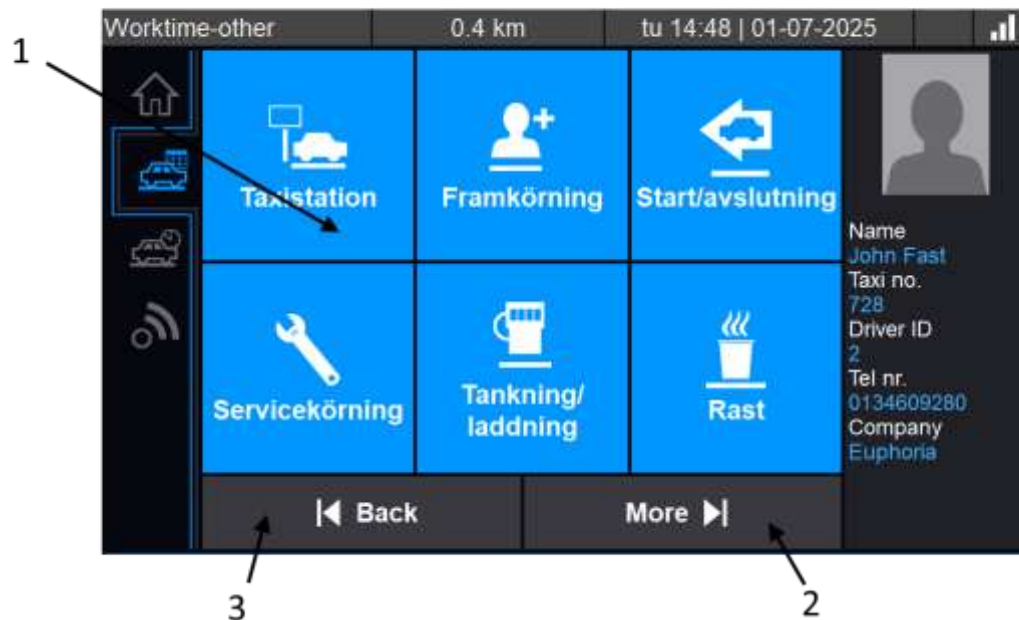 Worktime-other 0.4 km tu 14:48 | 01-07-2025
1
Taxistation Framkörning Start/avslutning
Servicekörning Tankning/
laddning Rast
Back More
Name
John Fast
Taxi no.
728
Driver ID
2
Tel nr.
0134609280
Company
Euphoria
3 2